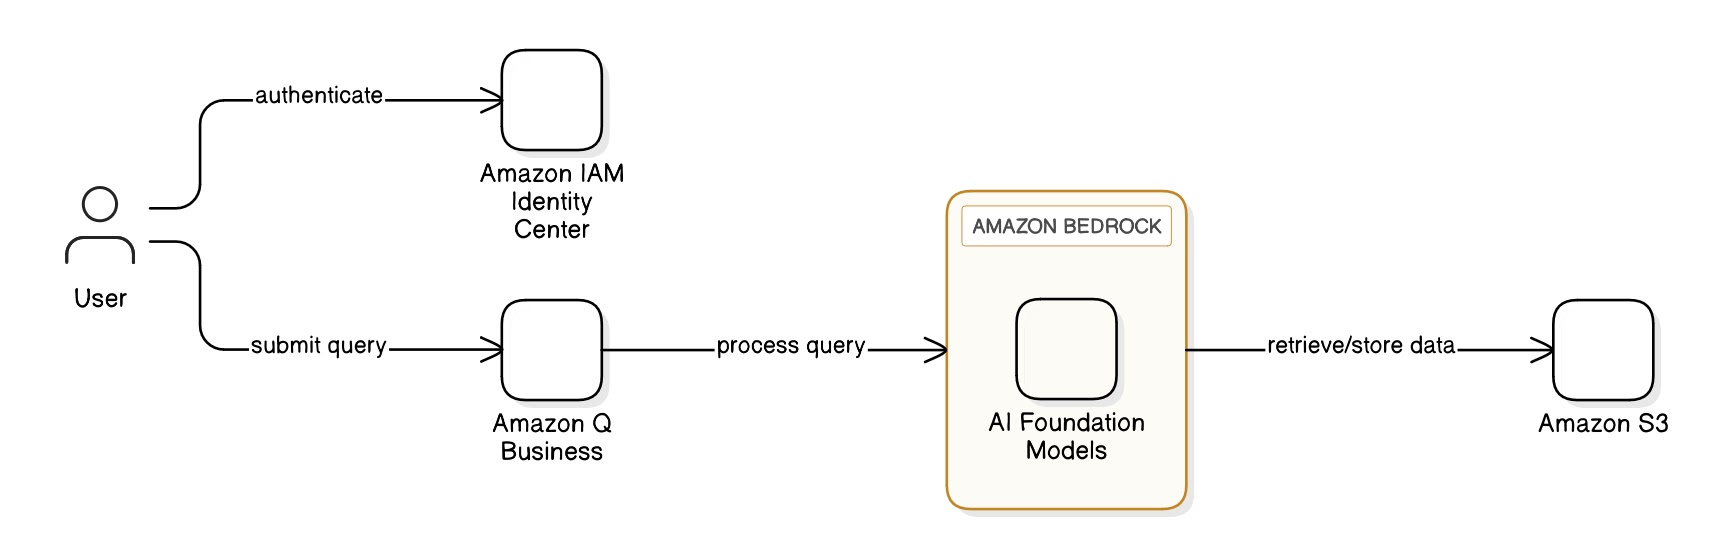 authenticate
Amazon IAM
Identity
Center
User
submit query
Amazon Q
Business
process query
AMAZON BEDROCK
AI Foundation
Models
retrieve/store data
Amazon S3